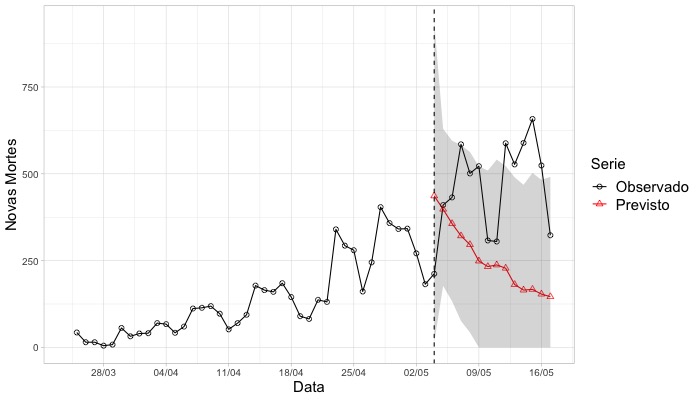 750
500
250
0
Novas Mortes
28/03
04/04
11/04
18/04
25/04
02/05
09/05
16/05
Data
Serie
Observado
Previsto